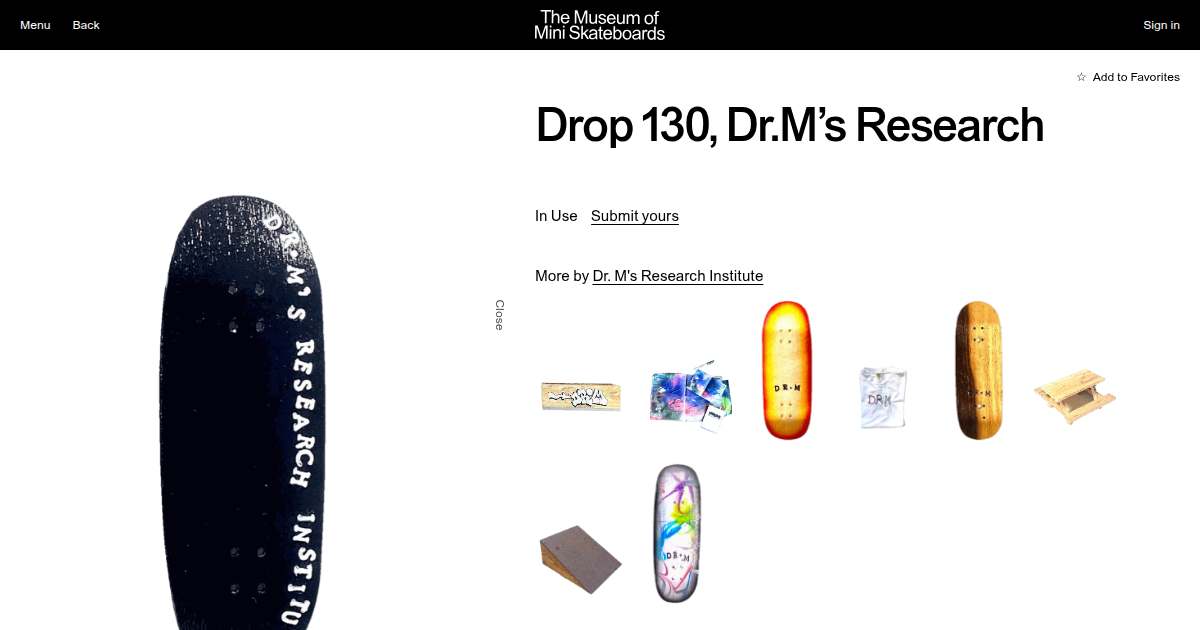 Menu
Back
The Museum of
Mini Skateboards
Sign in
☆ Add to Favorites
Drop 130, Dr.M’s Research
In Use
Submit yours
More by Dr. M's Research Institute
Close
DR•M'S RESEARCH INSTITU
DR•M
DRM
DR•M
DR•M